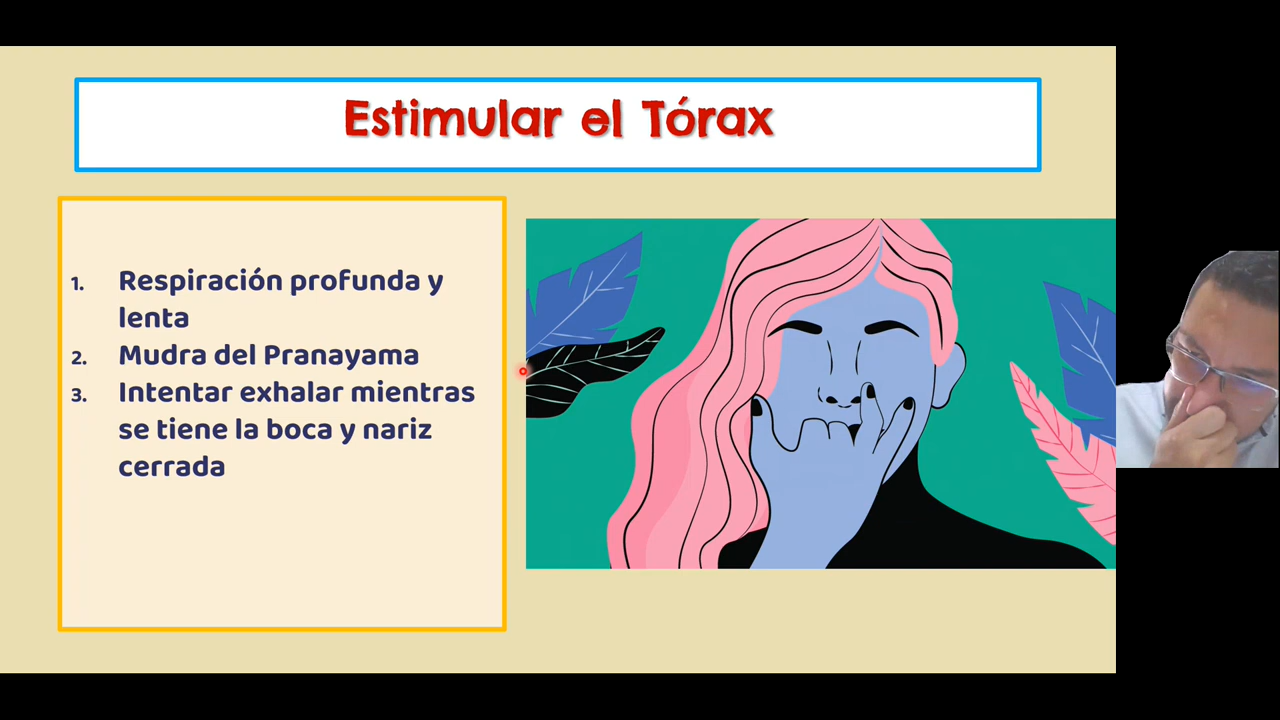 Estimular el Tórax
1. Respiración profunda y
lenta
2. Mudra del Pranayama
3. Intentar exhalar mientras
se tiene la boca y nariz
cerrada